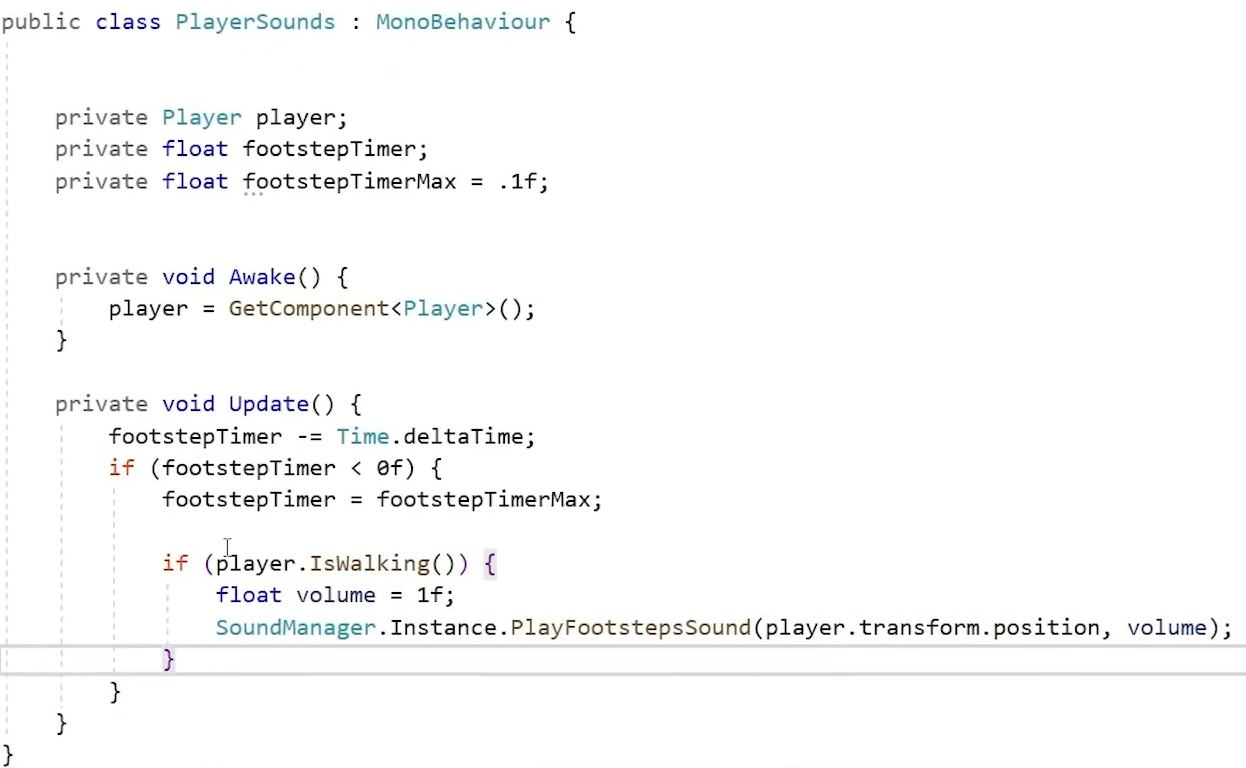 public class PlayerSounds : MonoBehaviour {
private Player player;
private float footstepTimer;
private float footstepTimerMax = .1f;
private void Awake() {
player = GetComponent<Player>();
}
private void Update() {
footstepTimer -= Time.deltaTime;
if (footstepTimer < 0f) {
footstepTimer = footstepTimerMax;
if (player.IsWalking()) {
float volume = 1f;
SoundManager.Instance.PlayFootstepsSound(player.transform.position, volume);
}
}
}
}